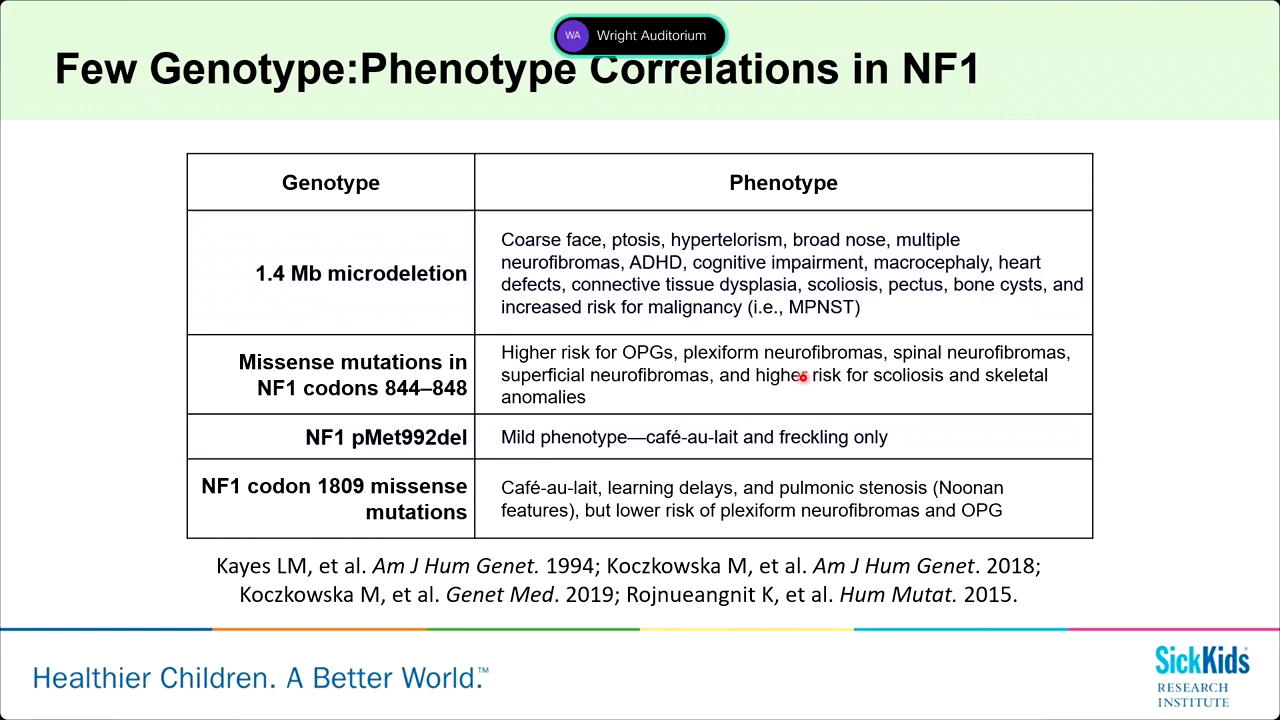 WA Wright Auditorium
Few Genotype:Phenotype Correlations in NF1
Genotype Phenotype
1.4 Mb microdeletion
Coarse face, ptosis, hypertelorism, broad nose, multiple
neurofibromas, ADHD, cognitive impairment, macrocephaly, heart
defects, connective tissue dysplasia, scoliosis, pectus, bone cysts, and
increased risk for malignancy (i.e., MPNST)
Missense mutations in
NF1 codons 844–848
Higher risk for OPGs, plexiform neurofibromas, spinal neurofibromas,
superficial neurofibromas, and higher risk for scoliosis and skeletal
anomalies
NF1 pMet992del
Mild phenotype—café-au-lait and freckling only
NF1 codon 1809 missense
mutations
Café-au-lait, learning delays, and pulmonic stenosis (Noonan
features), but lower risk of plexiform neurofibromas and OPG
Kayes LM, et al. Am J Hum Genet. 1994; Koczkowska M, et al. Am J Hum Genet. 2018;
Koczkowska M, et al. Genet Med. 2019; Rojnueangnit K, et al. Hum Mutat. 2015.
Healthier Children. A Better World.™
SickKids
RESEARCH
INSTITUTE